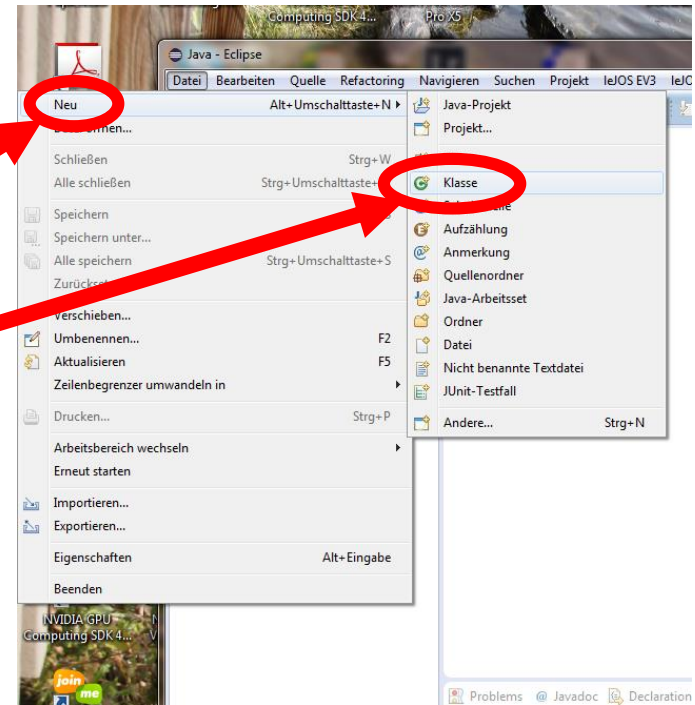 Computing SDK 4...
Pro X5
Java - Eclipse
Datei Bearbeiten Quelle Refactoring Navigieren Suchen Projekt leJOS EV3
Neu Alt+Umschalttaste+N
Schließen Strg+W
Alle schließen
Speichern
Speichern unter...
Alle speichern Strg+Umschalttaste+S
Verschieben...
Umbenennen... F2
Aktualisieren F5
Zeilenbegrenzer umwandeln in
Drucken... Strg+P
Arbeitsbereich wechseln
Erneut starten
Importieren...
Exportieren...
Eigenschaften Alt+Eingabe
Beenden
Java-Projekt
Projekt...
Klasse
Aufzählung
Anmerkung
Quellenordner
Java-Arbeitsset
Ordner
Datei
Nicht benannte Textdatei
JUnit-Testfall
Andere... Strg+N
NVIDIA GPU
Computing SDK 4...
join
me
Problems @ Javadoc Declaration